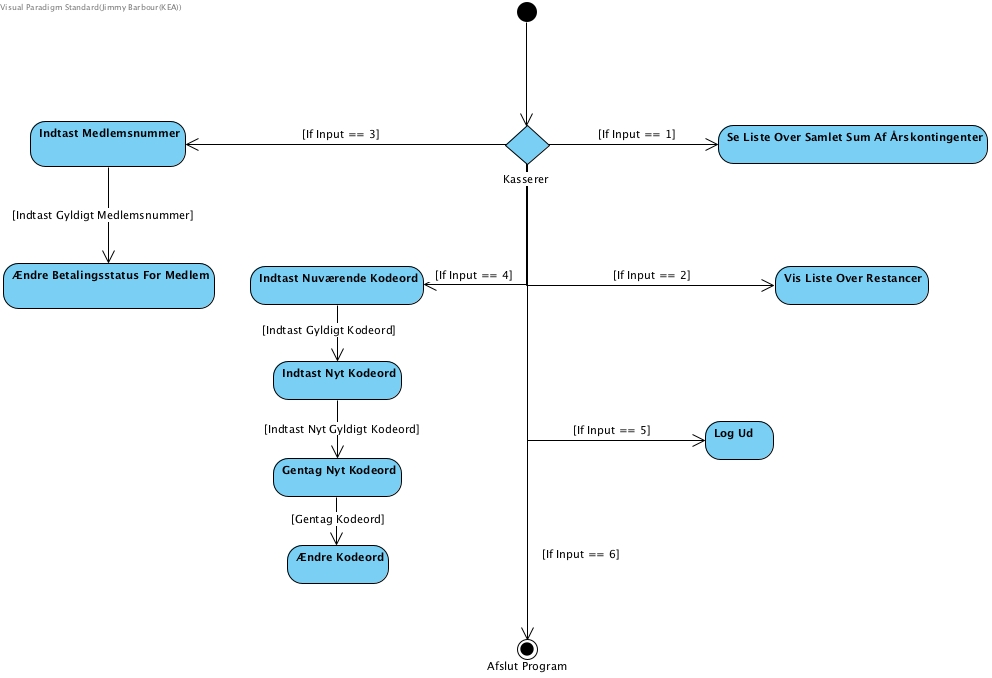 Visual Paradigm Standard(Jimmy Barbour(KEA))
Indtast Medlemsnummer
[If Input == 3]
[If Input == 1]
Se Liste Over Samlet Sum Af Årskontingenter
Kasserer
[Indtast Gyldigt Medlemsnummer]
Ændre Betalingsstatus For Medlem
Indtast Nuværende Kodeord
[If Input == 4]
[If Input == 2]
Vis Liste Over Restancer
[Indtast Gyldigt Kodeord]
Indtast Nyt Kodeord
[Indtast Nyt Gyldigt Kodeord]
[If Input == 5]
Log Ud
Gentag Nyt Kodeord
[Gentag Kodeord]
Ændre Kodeord
[If Input == 6]
Afslut Program